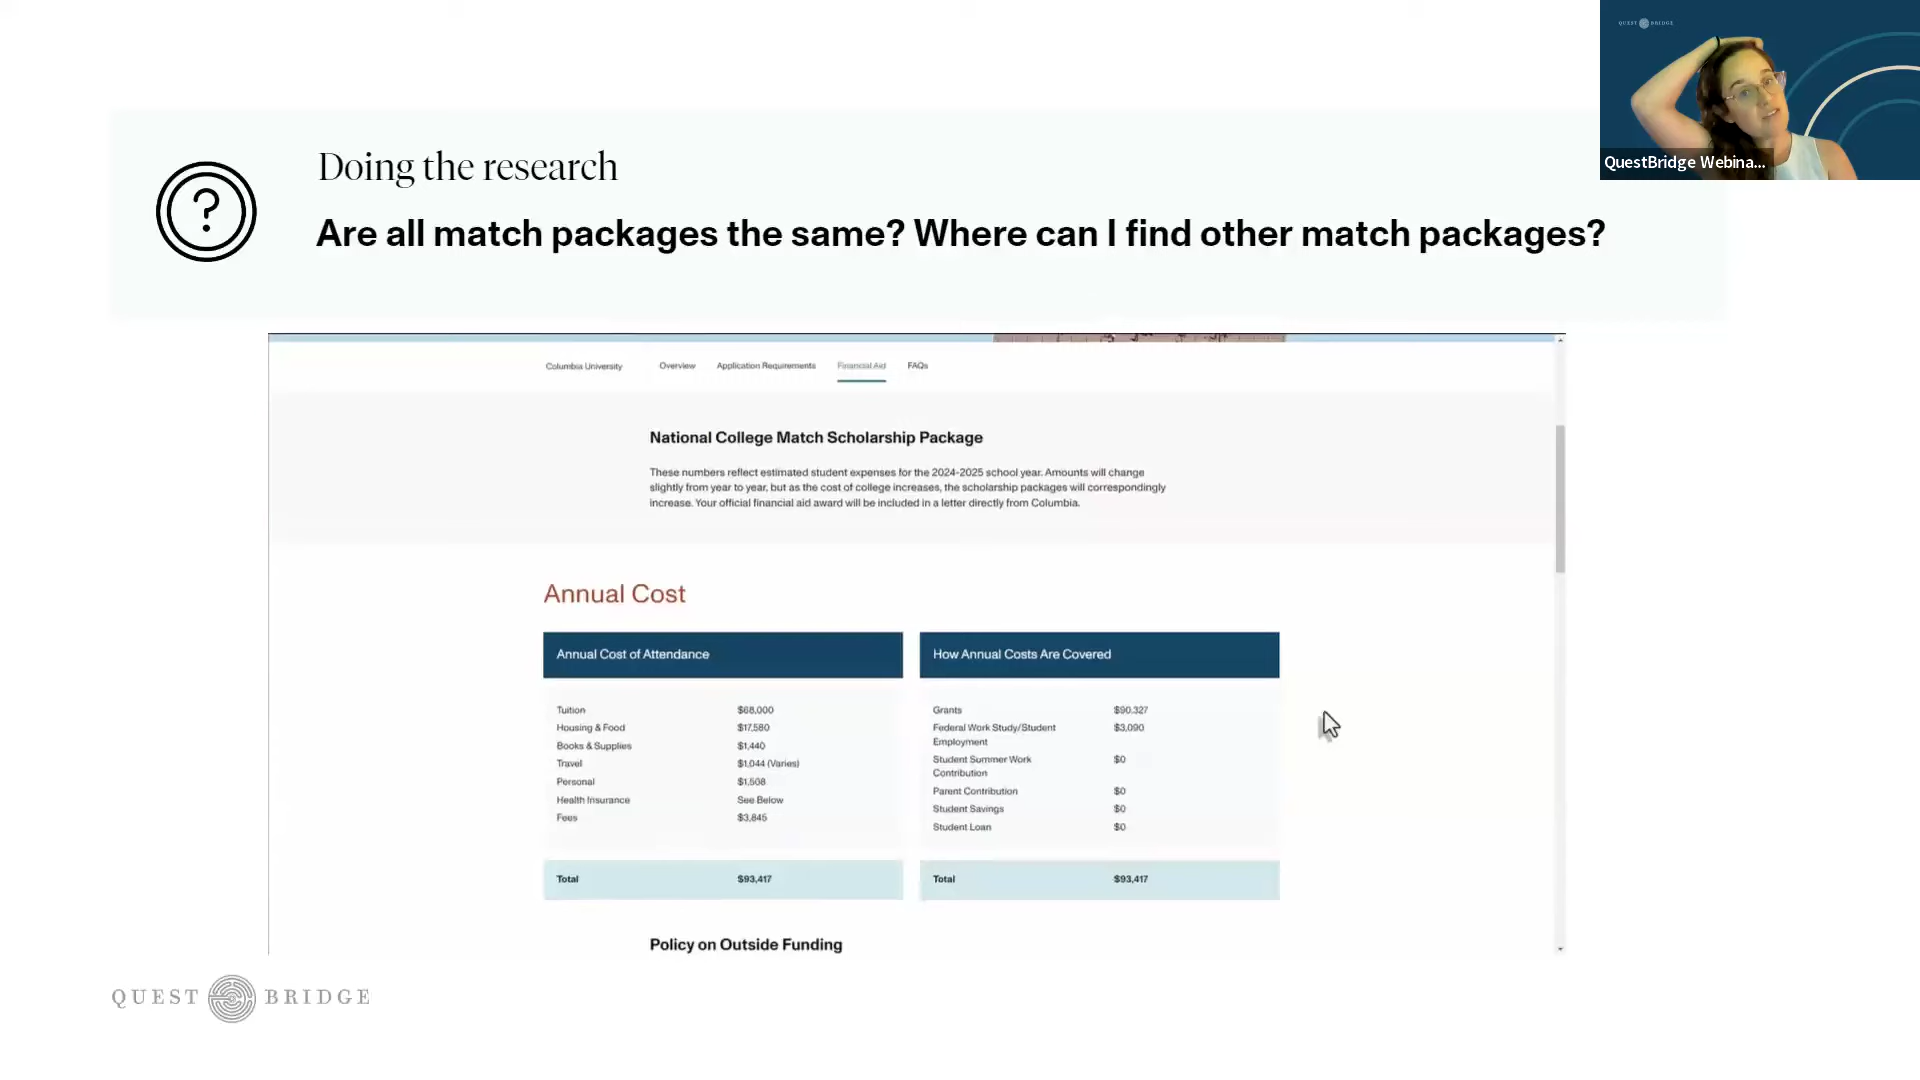 QUEST BRIDGE
QuestBridge Webina...
Doing the research
?
Are all match packages the same? Where can I find other match packages?
Columbia University Overview Application Requirements Financial Aid FAQs
National College Match Scholarship Package
These numbers reflect estimated student expenses for the 2024-2025 school year. Amounts will change
slightly from year to year, but as the cost of college increases, the scholarship packages will correspondingly
increase. Your official financial aid award will be included in a letter directly from Columbia.
Annual Cost
Annual Cost of Attendance
Tuition $68,000
Housing & Food $17,580
Books & Supplies $1,440
Travel $1,044 (Varies)
Personal $1,508
Health Insurance See Below
Fees $3,845
Total $93,417
How Annual Costs Are Covered
Grants $90,327
Federal Work Study/Student $3,090
Employment
Student Summer Work $0
Contribution
Parent Contribution $0
Student Savings $0
Student Loan $0
Total $93,417
Policy on Outside Funding
QUEST BRIDGE